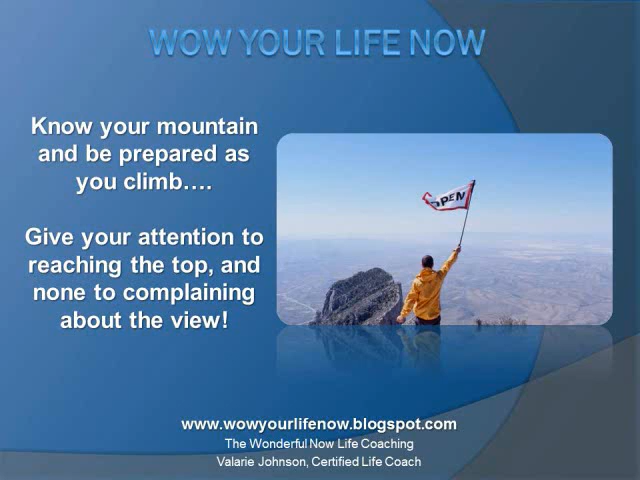 WOW YOUR LIFE NOW
Know your mountain
and be prepared as
you climb….
Give your attention to
reaching the top, and
none to complaining
about the view!
OPEN
www.wowyourlifenow.blogspot.com
The Wonderful Now Life Coaching
Valarie Johnson, Certified Life Coach